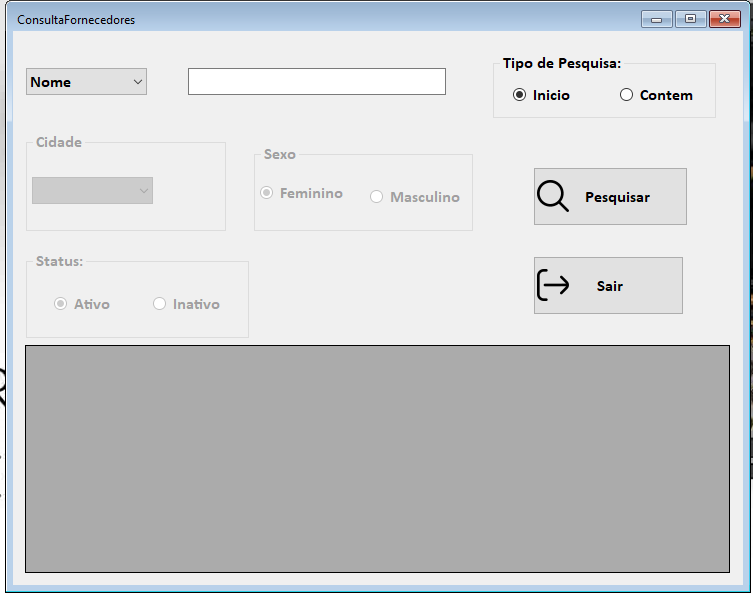 ConsultaFornecedores
Nome
Tipo de Pesquisa:
Inicio
Contem
Cidade
Sexo
Feminino
Masculino
Pesquisar
Status:
Ativo
Inativo
Sair